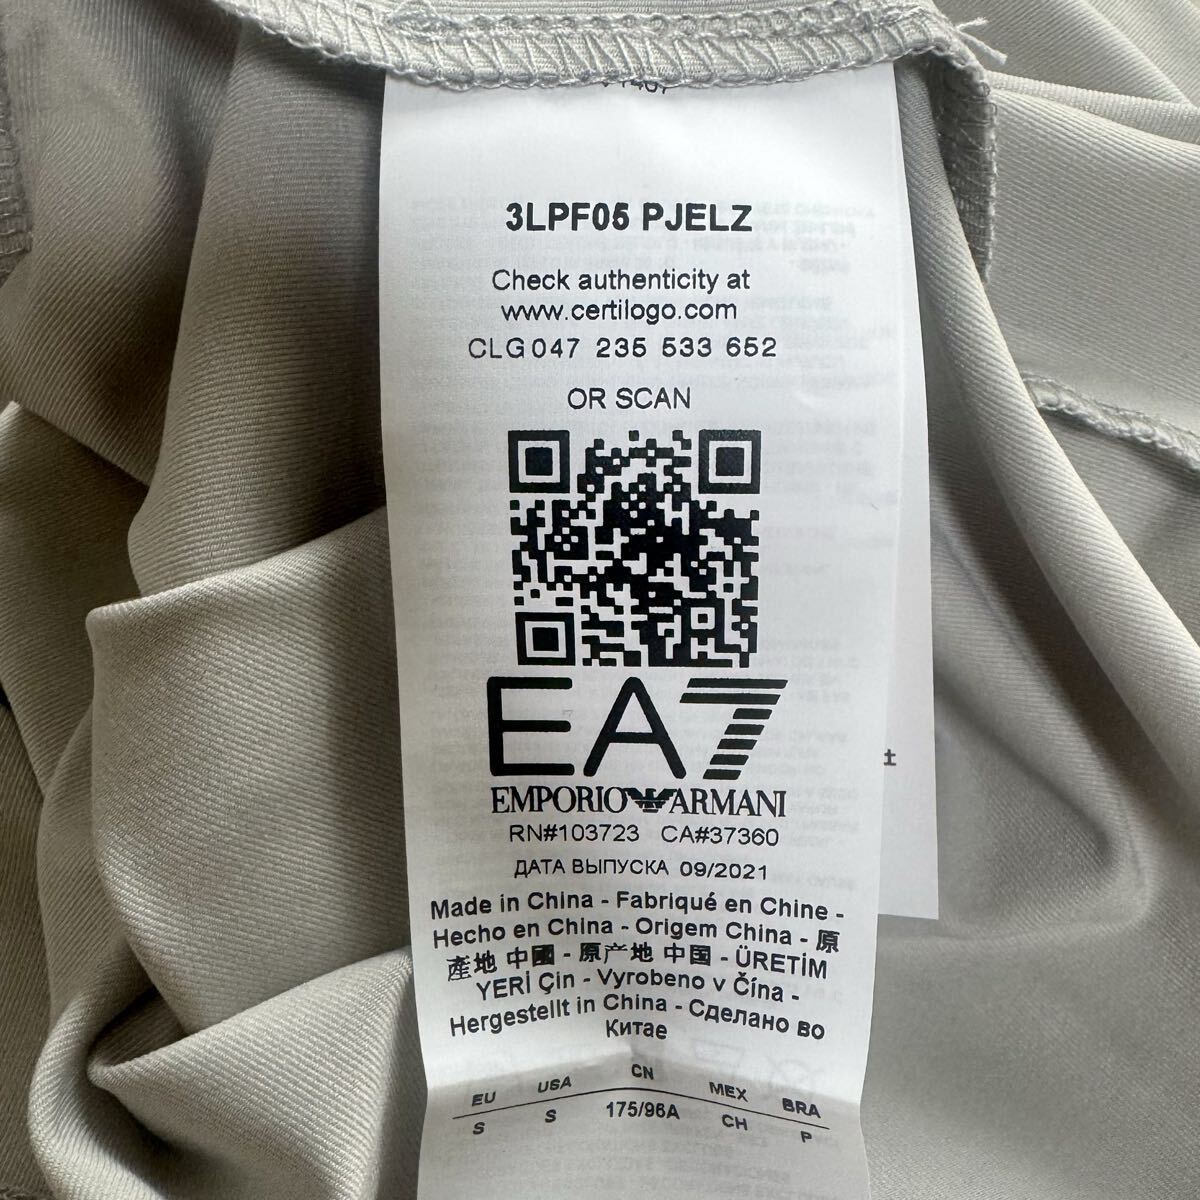 3LPF05 PJELZ
Check authenticity at
www.certilogo.com
CLG 047 235 533 652
OR SCAN
EA7
EMPORIO ARMANI
RN#103723 CA#37360
ДАТА ВЫПУСКА 09/2021
Made in China - Fabriqué en Chine -
Hecho en China - Origem China - 原
產地 中國 - 原产地 中国 - ÜRETİM
YERİ Çin - Vyrobeno v Čína -
Hergestellt in China - Сделано во
Китае
EU USA CN MEX BRA
S S 175/96A CH P